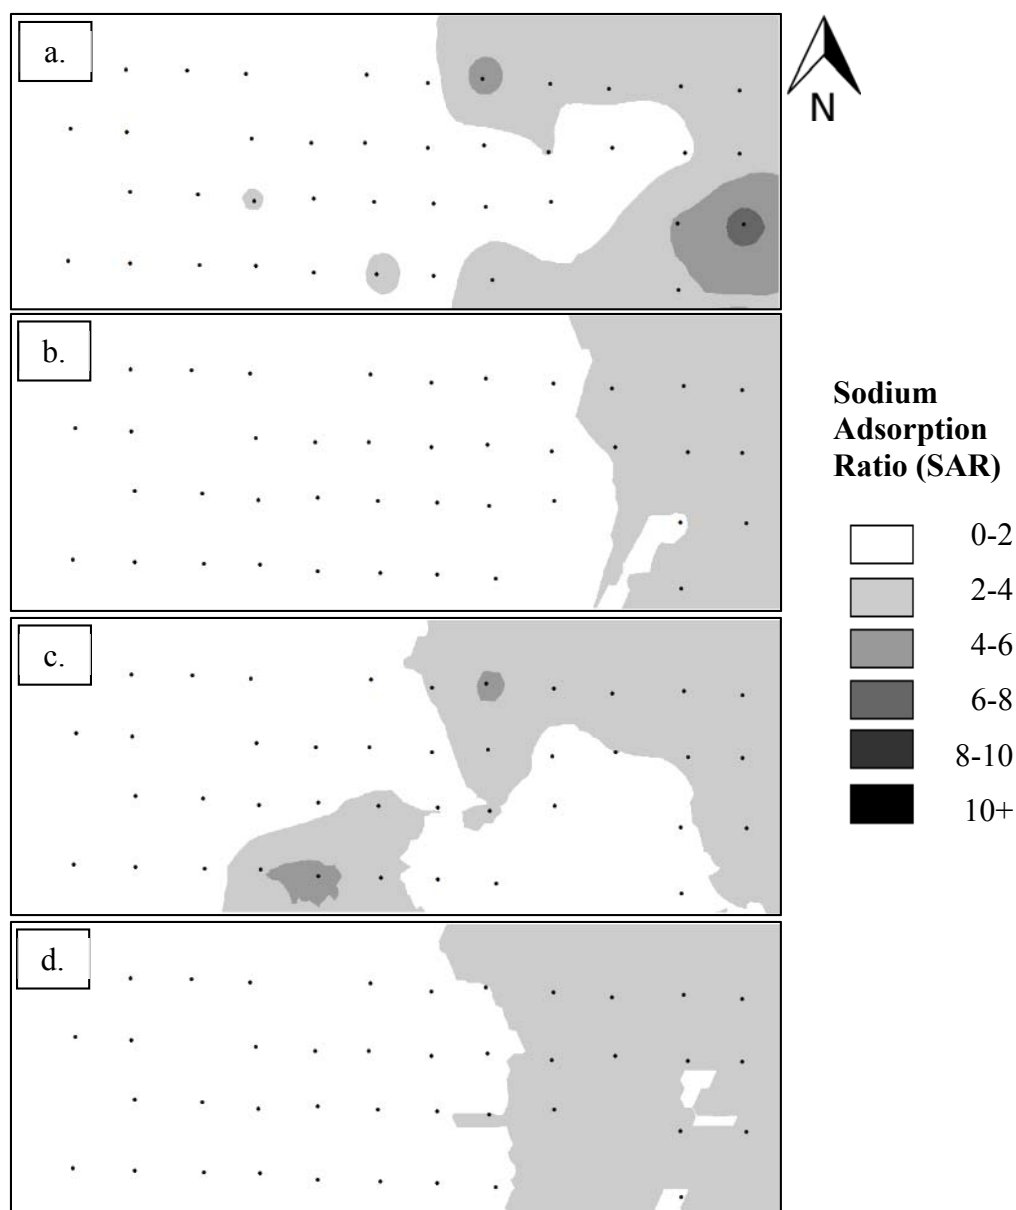 a.
N
b.
Sodium
Adsorption
Ratio (SAR)
0-2
2-4
4-6
6-8
8-10
10+
c.
d.